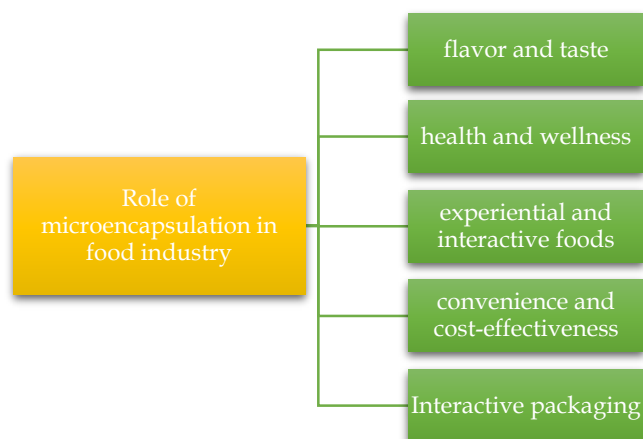 flavor and taste
health and wellness
Role of
microencapsulation in
food industry
experiential and
interactive foods
convenience and
cost-effectiveness
Interactive packaging